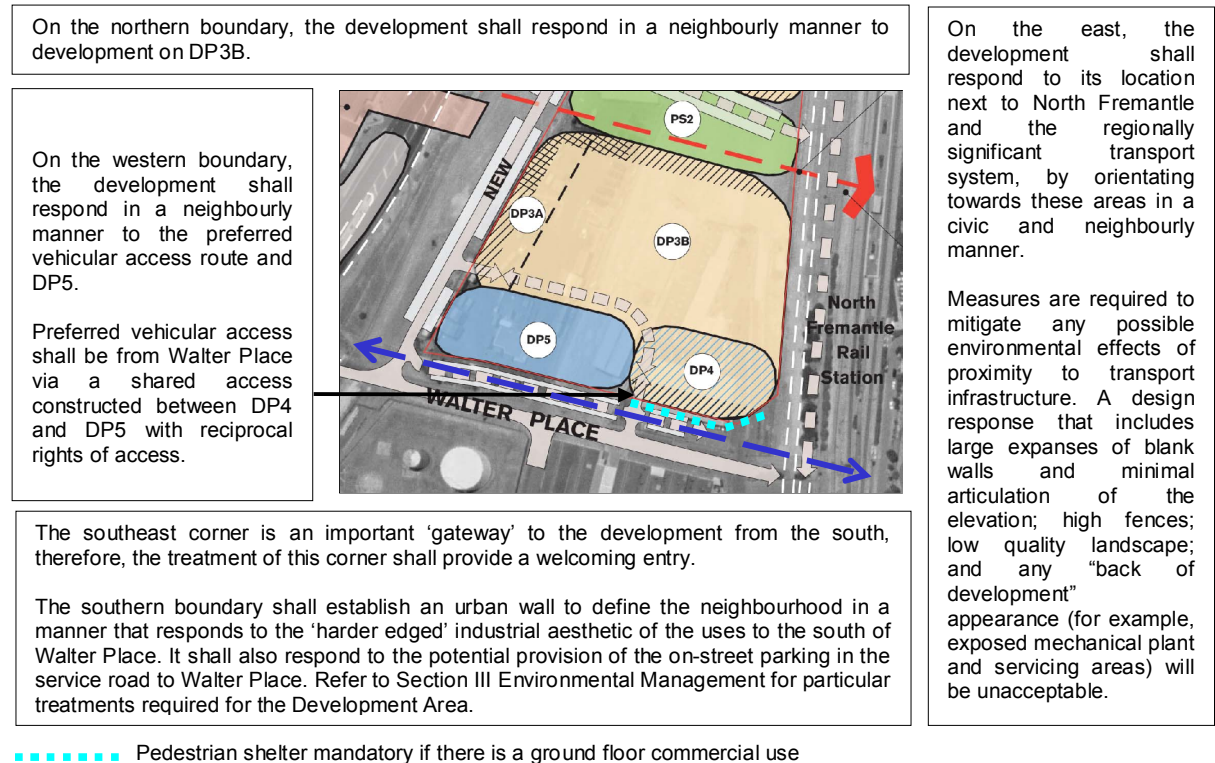 On the northern boundary, the development shall respond in a neighbourly manner to
development on DP3B.
On the western boundary,
the development shall
respond in a neighbourly
manner to the preferred
vehicular access route and
DP5.
Preferred vehicular access
shall be from Walter Place
via a shared access
constructed between DP4
and DP5 with reciprocal
rights of access.
PS2
NEW
DP3A
DP3B
North
Fremantle
Rail
Station
DP5
DP4
WALTER PLACE
On the east, the
development shall
respond to its location
next to North Fremantle
and the regionally
significant transport
system, by orientating
towards these areas in a
civic and neighbourly
manner.
Measures are required to
mitigate any possible
environmental effects of
proximity to transport
infrastructure. A design
response that includes
large expanses of blank
walls and minimal
articulation of the
elevation; high fences;
low quality landscape;
and any “back of
development”
appearance (for example,
exposed mechanical plant
and servicing areas) will
be unacceptable.
The southeast corner is an important ‘gateway’ to the development from the south,
therefore, the treatment of this corner shall provide a welcoming entry.
The southern boundary shall establish an urban wall to define the neighbourhood in a
manner that responds to the ‘harder edged’ industrial aesthetic of the uses to the south of
Walter Place. It shall also respond to the potential provision of the on-street parking in the
service road to Walter Place. Refer to Section III Environmental Management for particular
treatments required for the Development Area.
Pedestrian shelter mandatory if there is a ground floor commercial use